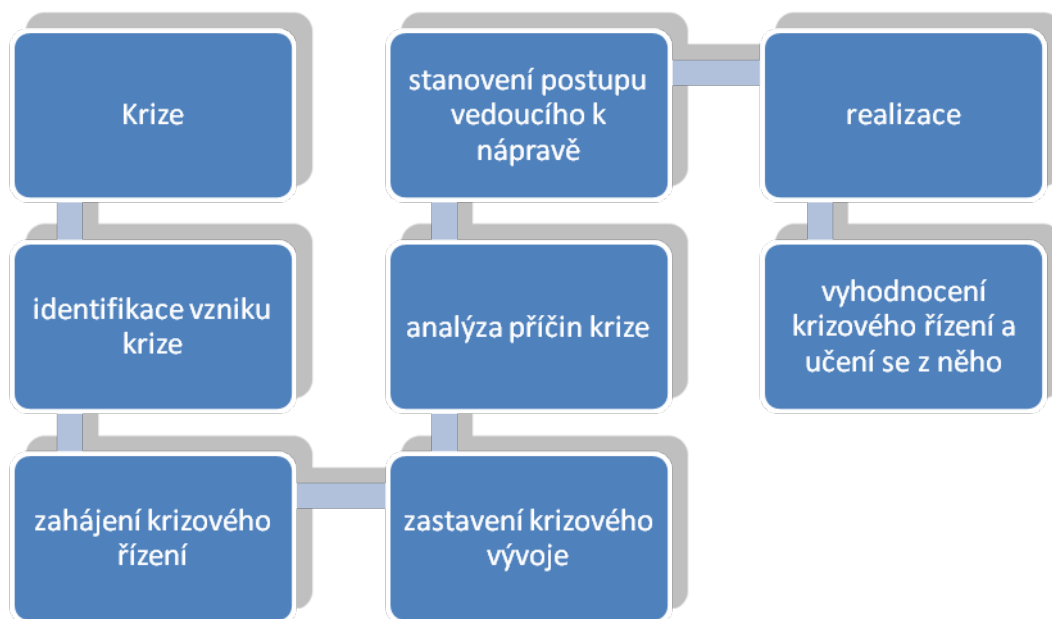 Krize
identifikace vzniku
krize
zahájení krizového
řízení
zastavení krizového
vývoje
analýza příčin krize
stanovení postupu
vedoucího k
nápravě
realizace
vyhodnocení
krizového řízení a
učení se z něho